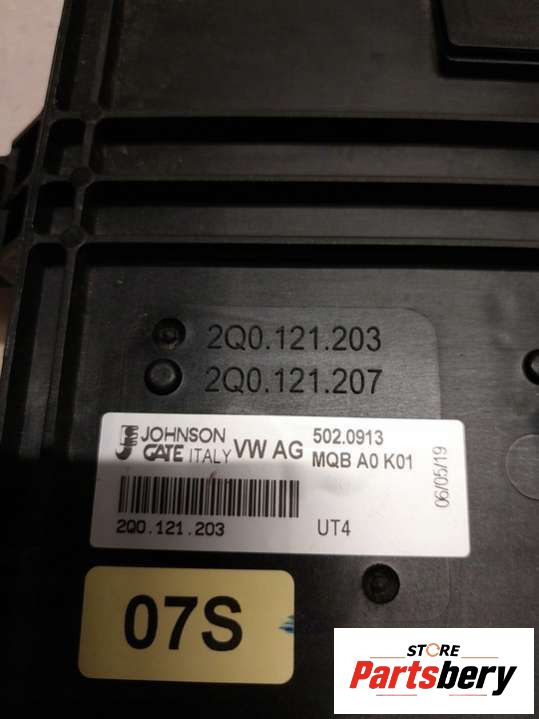 2Q0.121.203
2Q0.121.207
JOHNSON
GATE ITALY VW AG
502.0913
MQB A0 K01
06/05/19
2Q0.121.203
UT4
07S
STORE
Partsbery